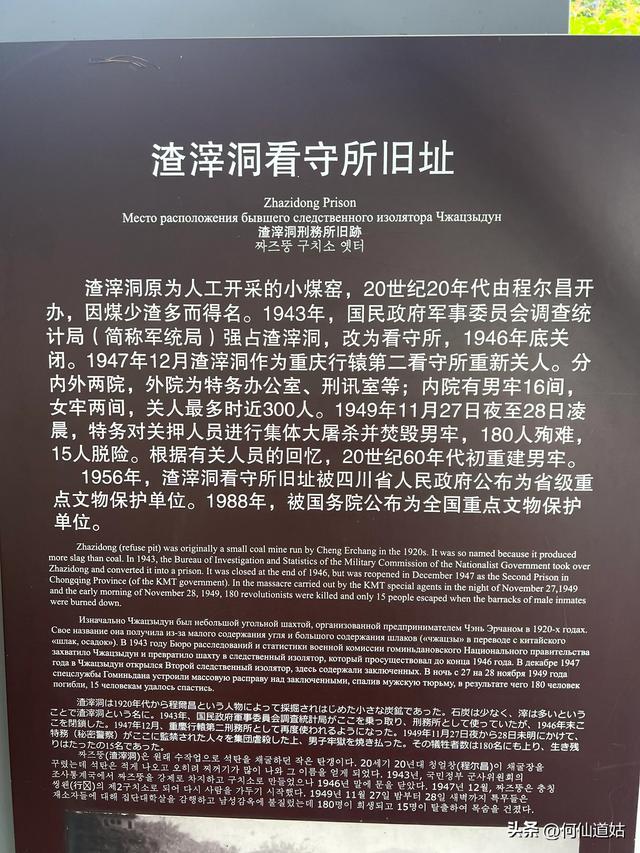 渣滓洞看守所旧址
Zhazidong Prison
Место расположения бывшего следственного изолятора Чжацзыдун
渣滓洞刑務所旧跡
짜즈뚱 구치소 옛터
渣滓洞原为人工开采的小煤窑，20世纪20年代由程尔昌开
办，因煤少渣多而得名。1943年，国民政府军事委员会调查统
计局（简称军统局）强占渣滓洞，改为看守所，1946年底关
闭。1947年12月渣滓洞作为重庆行辕第二看守所重新关人。分
内外两院，外院为特务办公室、刑讯室等；内院有男牢16间，
女牢两间，关人最多时近300人。1949年11月27日夜至28日凌
晨，特务对关押人员进行集体大屠杀并焚毁男牢，180人殉难，
15人脱险。根据有关人员的回忆，20世纪60年代初重建男牢。
1956年，渣滓洞看守所旧址被四川省人民政府公布为省级重
点文物保护单位。1988年，被国务院公布为全国重点文物保护
单位。
Zhazidong (refuse pit) was originally a small coal mine run by Cheng Erchang in the 1920s. It was so named because it produced
more slag than coal. In 1943, the Bureau of Investigation and Statistics of the Military Commission of the Nationalist Government took over
Zhazidong and converted it into a prison. It was closed at the end of 1946, but was reopened in December 1947 as the Second Prison in
Chongqing Province (of the KMT government). In the massacre carried out by the KMT special agents in the night of November 27,1949
and the early morning of November 28, 1949, 180 revolutionists were killed and only 15 people escaped when the barracks of male inmates
were burned down.
Изначально Чжацзыдун был небольшой угольной шахтой, организованной предпринимателем Чэнь Эрчаном в 1920-х годах.
Свое название она получила из-за малого содержания угля и большого содержания шлаков («чжацзы» в переводе с китайского
«шлак, осадок»). В 1943 году Бюро расследований и статистики военной комиссии гоминьдановского Национального правительства
захватило Чжацзыдун и превратило шахту в следственный изолятор, который просуществовал до конца 1946 года. В декабре 1947
года в Чжацзыдун открылся Второй следственный изолятор, здесь содержали заключенных. В ночь с 27 на 28 ноября 1949 года
спецслужбы Гоминьдана устроили массовую расправу над заключенными, спалив мужскую тюрьму, в результате чего 180 человек
погибли, 15 человекам удалось спастись.
渣滓洞は1920年代から程爾昌という人物によって採掘されはじめた小さな炭鉱であった。石炭は少なく、滓は多いという
ことで渣滓洞という名に。1943年、国民政府軍事委員会調査統計局がここを乗っ取り、刑務所として使っていたが、1946年末こ
こを閉鎖した。1947年12月、重慶行轅第二刑務所として再度使われるようになった。1949年11月27日夜から28日未明にかけて、
特務（秘密警察）がここに監禁された人々を集団虐殺した上、男子牢獄を焼き払った。その犠牲者数は180名にも上り、生き残
りはたったの15名であった。
짜즈뚱(渣滓洞)은 원래 수작업으로 석탄을 채굴하던 작은 탄갱이다. 20세기 20년대 청얼창(程尔昌)이 채굴장을
꾸렸는데 석탄은 적게 나오고 오히려 찌꺼기가 많이 나와 그 이름을 얻게 되었다. 1943년, 국민정부 군사위원회의
조사통계국에서 짜즈뚱을 강제로 차지하고 구치소로 만들었으나 1946년 말에 문을 닫았다. 1947년 12월, 짜즈뚱은 충칭
행원(行区)의 제2구치소로 되어 다시 사람을 가두기 시작했다. 1949년 11월 27일 밤부터 28일 새벽까지 특무들은
재소자들에 대해 집단대학살을 감행하고 남성감옥에 불질렀는데 180명이 희생되고 15명이 탈출하여 목숨을 건졌다.
头条 @何仙道姑